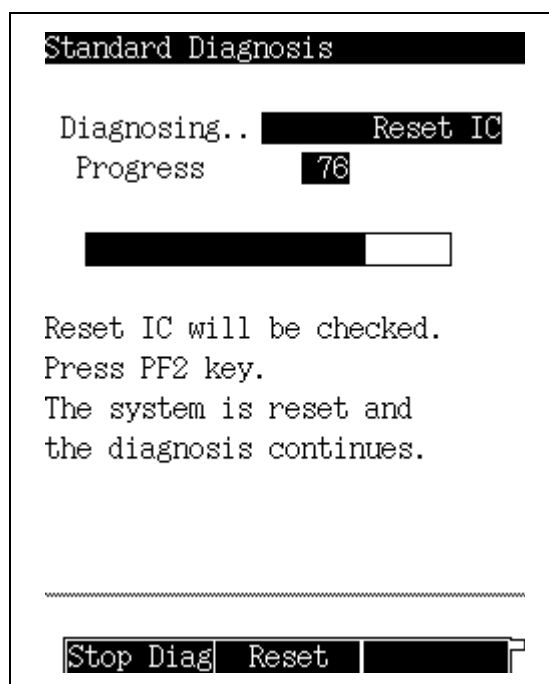 Standard Diagnosis
Diagnosing.. Reset IC
Progress 76
Reset IC will be checked.
Press PF2 key.
The system is reset and
the diagnosis continues.
Stop Diag Reset